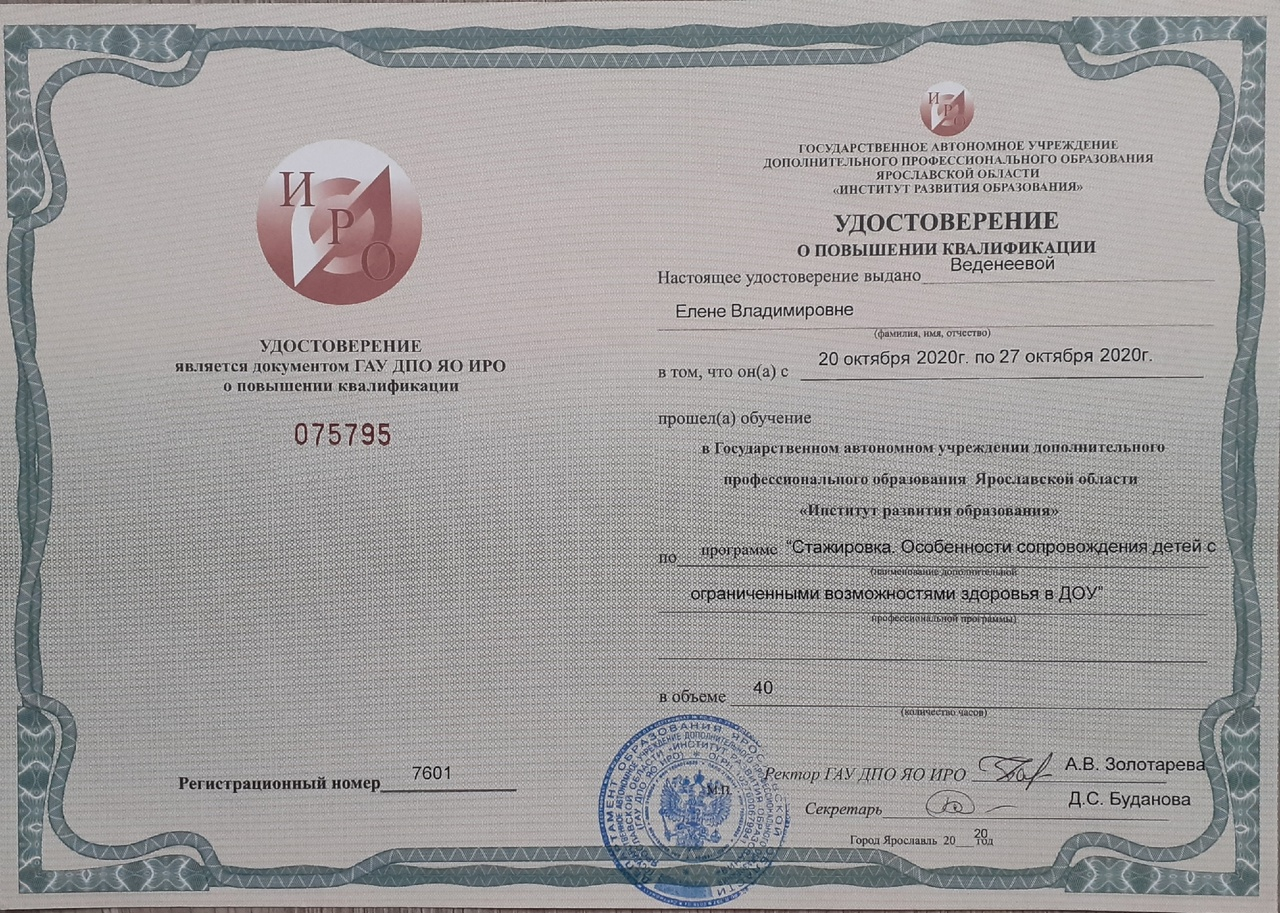 И
Р
О
УДОСТОВЕРЕНИЕ
является документом ГАУ ДПО ЯО ИРО
о повышении квалификации
075795
Регистрационный номер 7601
И
Р
О
ГОСУДАРСТВЕННОЕ АВТОНОМНОЕ УЧРЕЖДЕНИЕ
ДОПОЛНИТЕЛЬНОГО ПРОФЕССИОНАЛЬНОГО ОБРАЗОВАНИЯ
ЯРОСЛАВСКОЙ ОБЛАСТИ
«ИНСТИТУТ РАЗВИТИЯ ОБРАЗОВАНИЯ»
УДОСТОВЕРЕНИЕ
О ПОВЫШЕНИИ КВАЛИФИКАЦИИ
Настоящее удостоверение выдано Веденеевой
Елене Владимировне
(фамилия, имя, отчество)
в том, что он(а) с 20 октября 2020г. по 27 октября 2020г.
прошел(а) обучение
в Государственном автономном учреждении дополнительного
профессионального образования Ярославской области
«Институт развития образования»
по программе "Стажировка. Особенности сопровождения детей с
(наименование дополнительной
ограниченными возможностями здоровья в ДОУ"
профессиональной программы)
в объеме 40
(количество часов)
М.П.
Ректор ГАУ ДПО ЯО ИРО А.В. Золотарева
Секретарь Д.С. Буданова
Город Ярославль 20 20 год